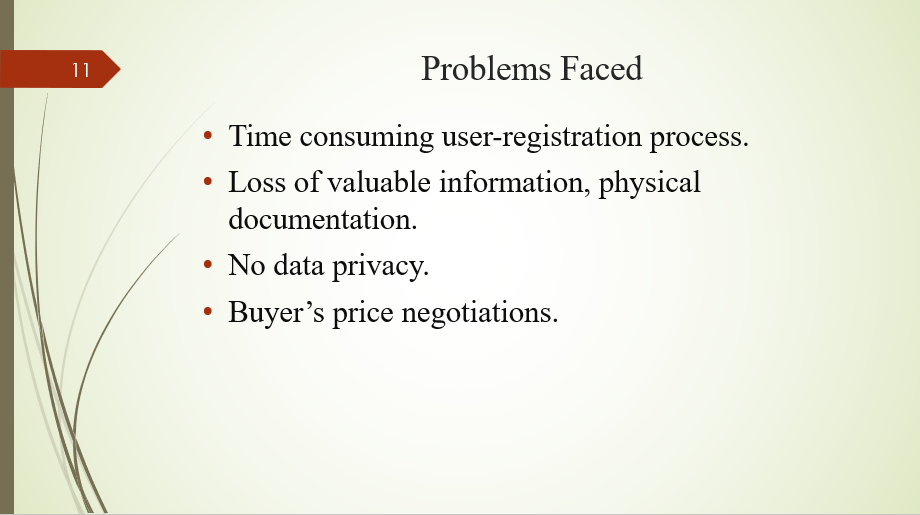 11
Problems Faced
• Time consuming user-registration process.
• Loss of valuable information, physical
documentation.
• No data privacy.
• Buyer’s price negotiations.